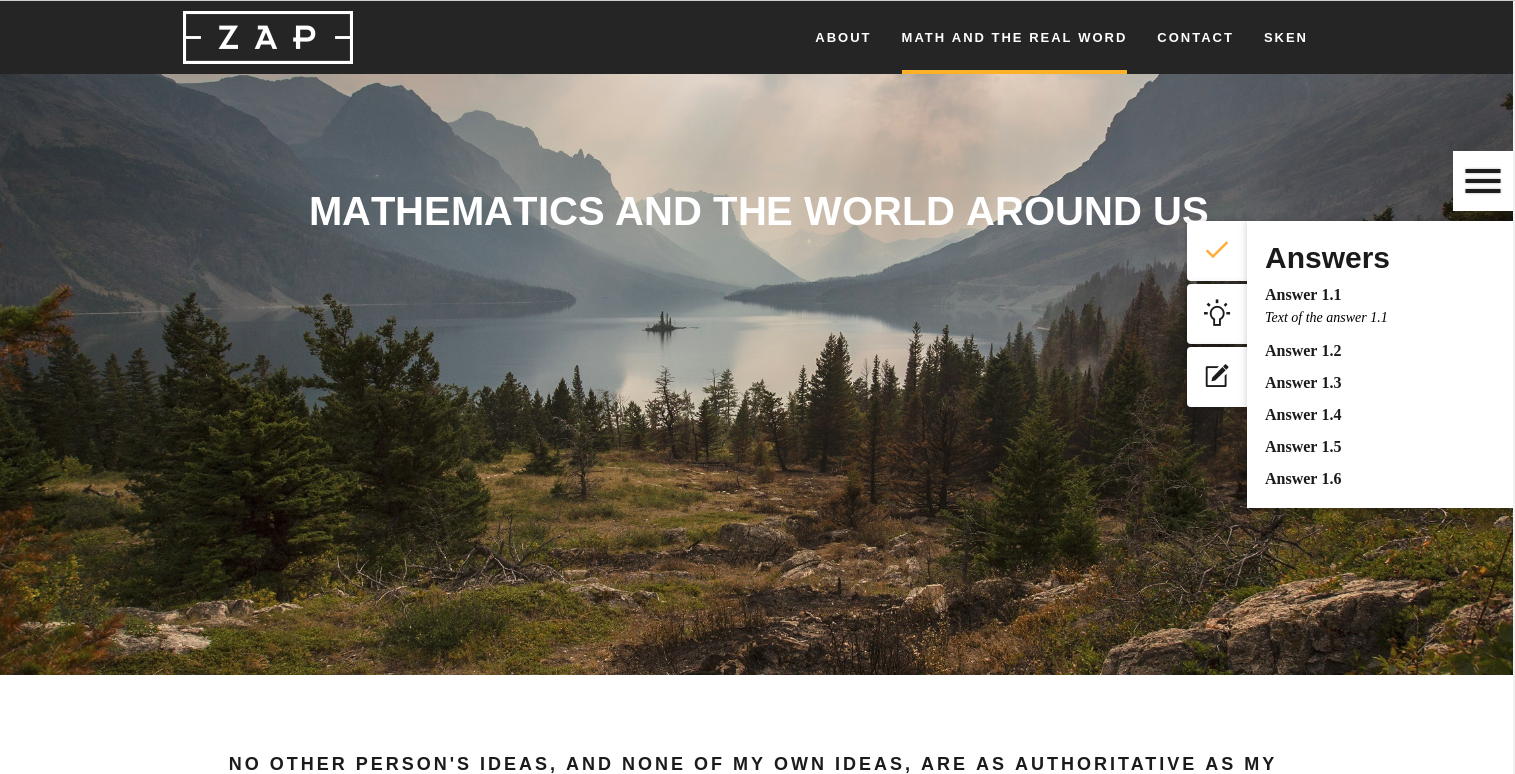 ZAP
ABOUT MATH AND THE REAL WORD CONTACT SKEN
MATHEMATICS AND THE WORLD AROUND US
Answers
Answer 1.1
Text of the answer 1.1
Answer 1.2
Answer 1.3
Answer 1.4
Answer 1.5
Answer 1.6
NO OTHER PERSON'S IDEAS, AND NONE OF MY OWN IDEAS, ARE AS AUTHORITATIVE AS MY